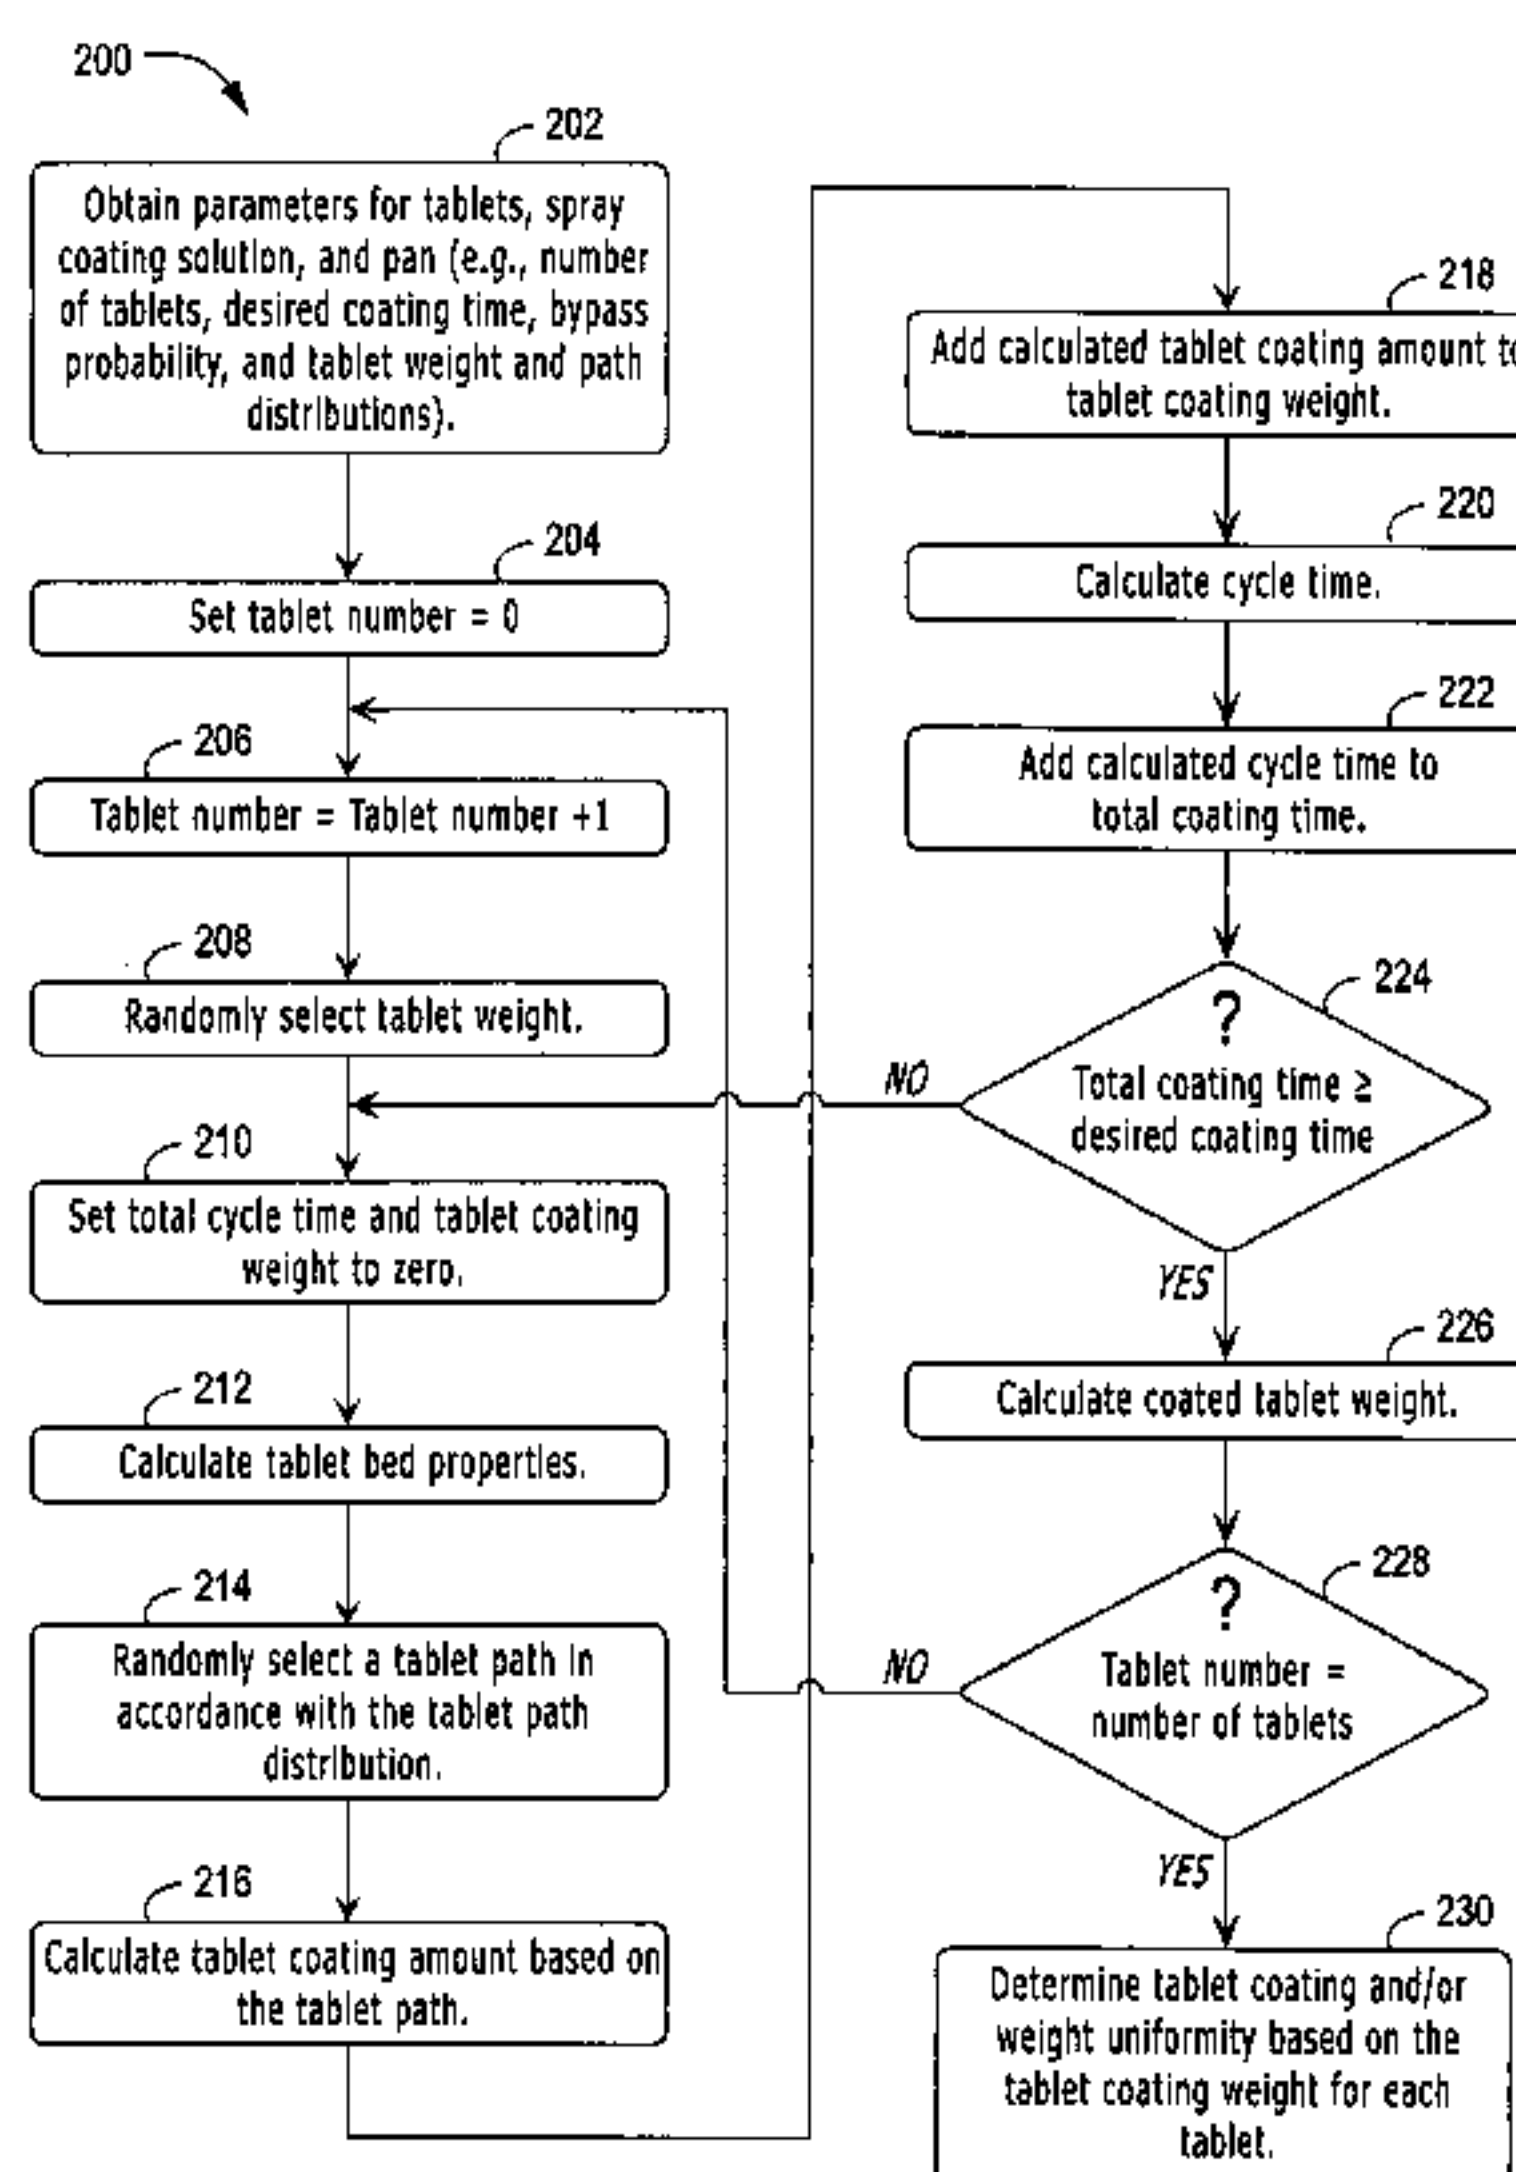 200
202
Obtain parameters for tablets, spray
coating solution, and pan (e.g., number
of tablets, desired coating time, bypass
probability, and tablet weight and path
distributions).
204
Set tablet number = 0
206
Tablet number = Tablet number +1
208
Randomly select tablet weight.
210
Set total cycle time and tablet coating
weight to zero.
212
Calculate tablet bed properties.
214
Randomly select a tablet path in
accordance with the tablet path
distribution.
216
Calculate tablet coating amount based on
the tablet path.
218
Add calculated tablet coating amount to
tablet coating weight.
220
Calculate cycle time.
222
Add calculated cycle time to
total coating time.
224
?
Total coating time ≥
desired coating time
NO
YES
226
Calculate coated tablet weight.
228
?
Tablet number =
number of tablets
NO
YES
230
Determine tablet coating and/or
weight uniformity based on the
tablet coating weight for each
tablet.